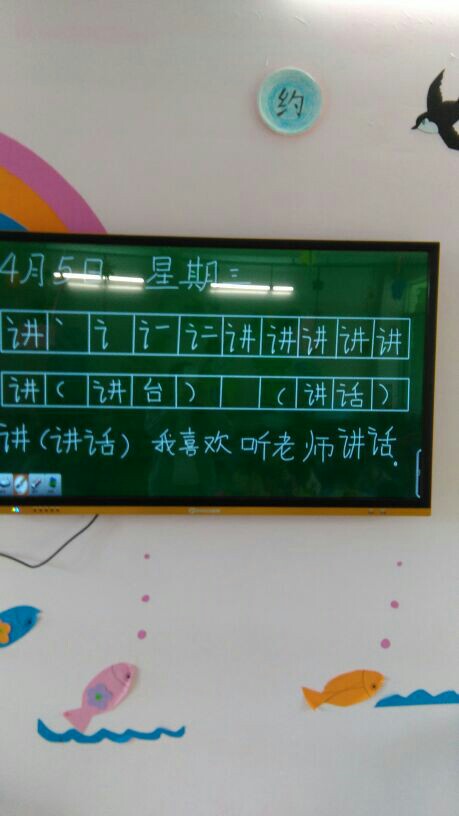 约
4月5日 星期三
讲 丶 讠 讠一 讠二 讲 讲 讲 讲 讲
讲 ( 讲 台 ) ( 讲 话 )
讲(讲话) 我喜欢听老师讲话。